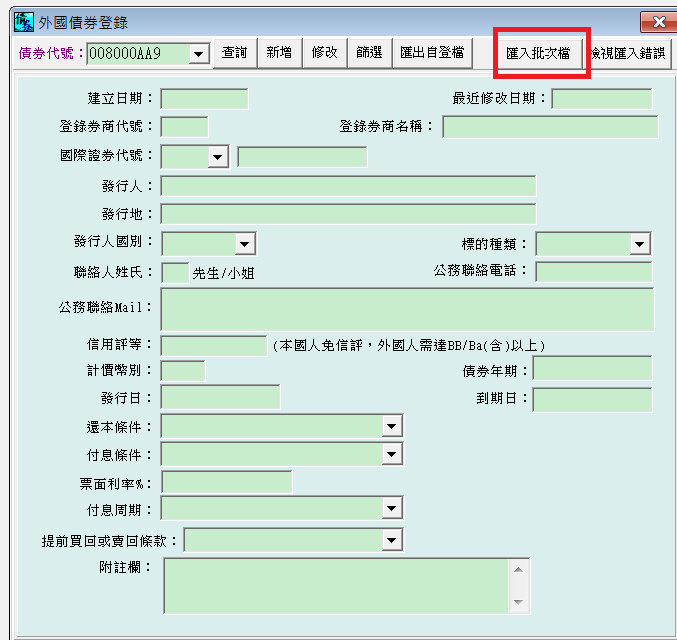 債券 外國債券登錄
債券代號： 008000AA9 查詢 新增 修改 篩選 匯出自登檔 匯入批次檔 檢視匯入錯誤
建立日期： 最近修改日期：
登錄券商代號： 登錄券商名稱：
國際證券代號：
發行人：
發行地：
發行人國別： 標的種類：
聯絡人姓氏： 先生/小姐 公務聯絡電話：
公務聯絡Mail：
信用評等： (本國人免信評，外國人需達BB/Ba(含)以上)
計價幣別： 債券年期：
發行日： 到期日：
還本條件：
付息條件：
票面利率%：
付息周期：
提前買回或賣回條款：
附註欄：